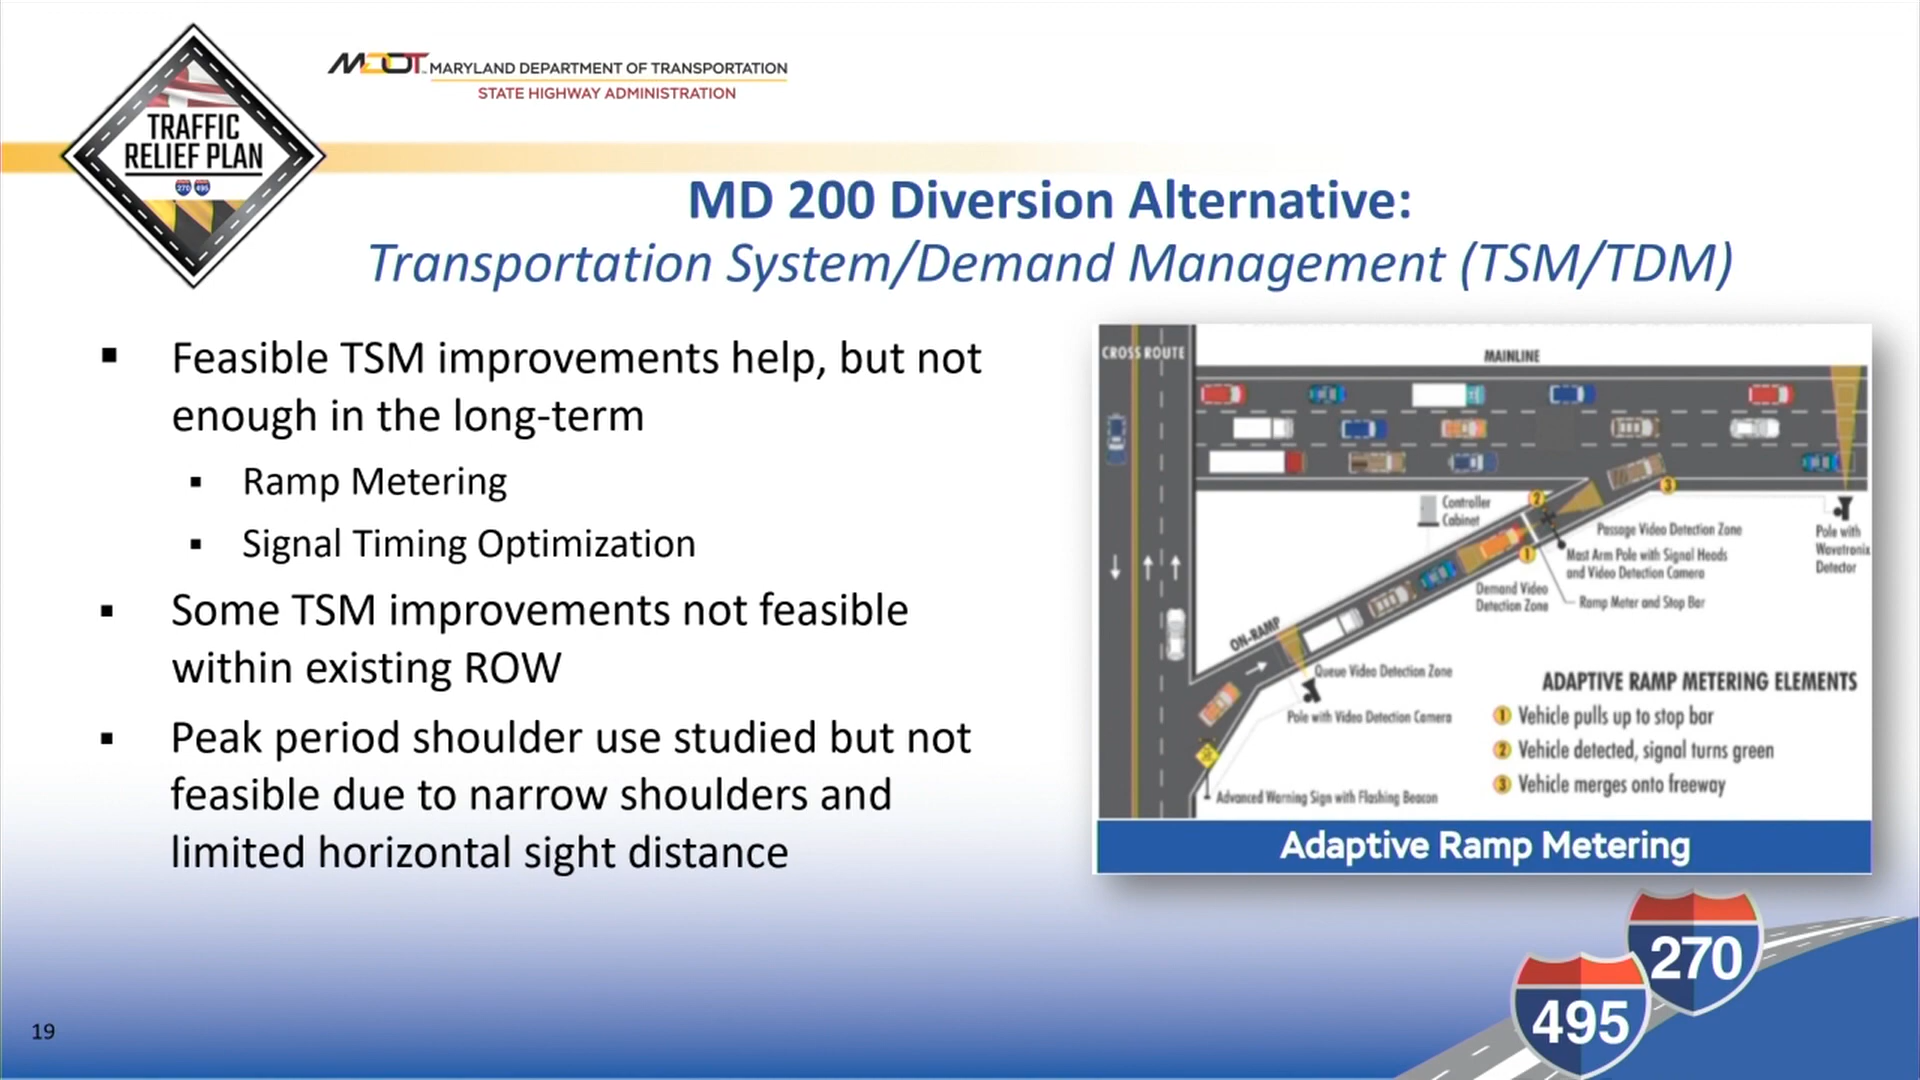 TRAFFIC
RELIEF PLAN
270 495
MDOT MARYLAND DEPARTMENT OF TRANSPORTATION
STATE HIGHWAY ADMINISTRATION
MD 200 Diversion Alternative:
Transportation System/Demand Management (TSM/TDM)
▪ Feasible TSM improvements help, but not
enough in the long-term
▪ Ramp Metering
▪ Signal Timing Optimization
▪ Some TSM improvements not feasible
within existing ROW
▪ Peak period shoulder use studied but not
feasible due to narrow shoulders and
limited horizontal sight distance
CROSS ROUTE
MAINLINE
Controller
Cabinet
2
3
1
Passage Video Detection Zone
Mast Arm Pole with Signal Heads
and Video Detection Camera
Pole with
Wavetronix
Detector
Demand Video
Detection Zone
Ramp Meter and Stop Bar
ON-RAMP
Queue Video Detection Zone
Pole with Video Detection Camera
Advanced Warning Sign with Flashing Beacon
ADAPTIVE RAMP METERING ELEMENTS
1 Vehicle pulls up to stop bar
2 Vehicle detected, signal turns green
3 Vehicle merges onto freeway
Adaptive Ramp Metering
270
495
19